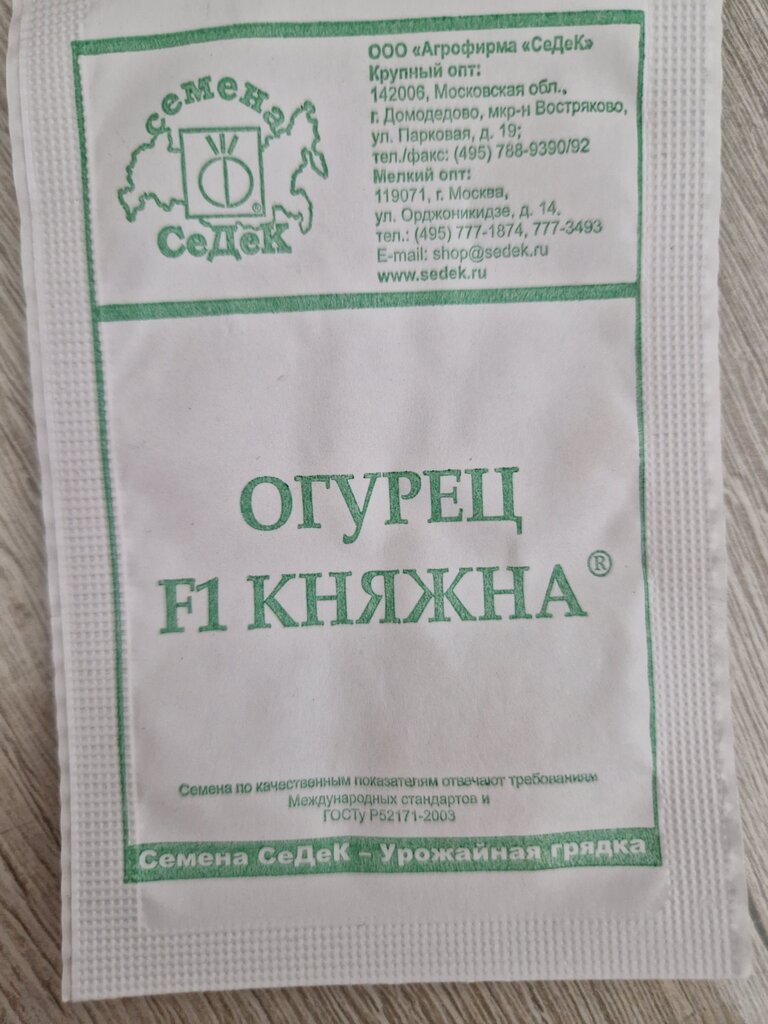 семена
СеДеК
®
ООО «Агрофирма «СеДеК»
Крупный опт:
142006, Московская обл.,
г. Домодедово, мкр-н Востряково,
ул. Парковая, д. 19;
тел./факс: (495) 788-9390/92
Мелкий опт:
119071, г. Москва,
ул. Орджоникидзе, д. 14,
тел.: (495) 777-1874, 777-3493
E-mail: shop@sedek.ru
www.sedek.ru
ОГУРЕЦ
F1 КНЯЖНА®
Семена по качественным показателям отвечают требованиям
Международных стандартов и
ГОСТу Р52171-2003
Семена СеДеК – Урожайная грядка